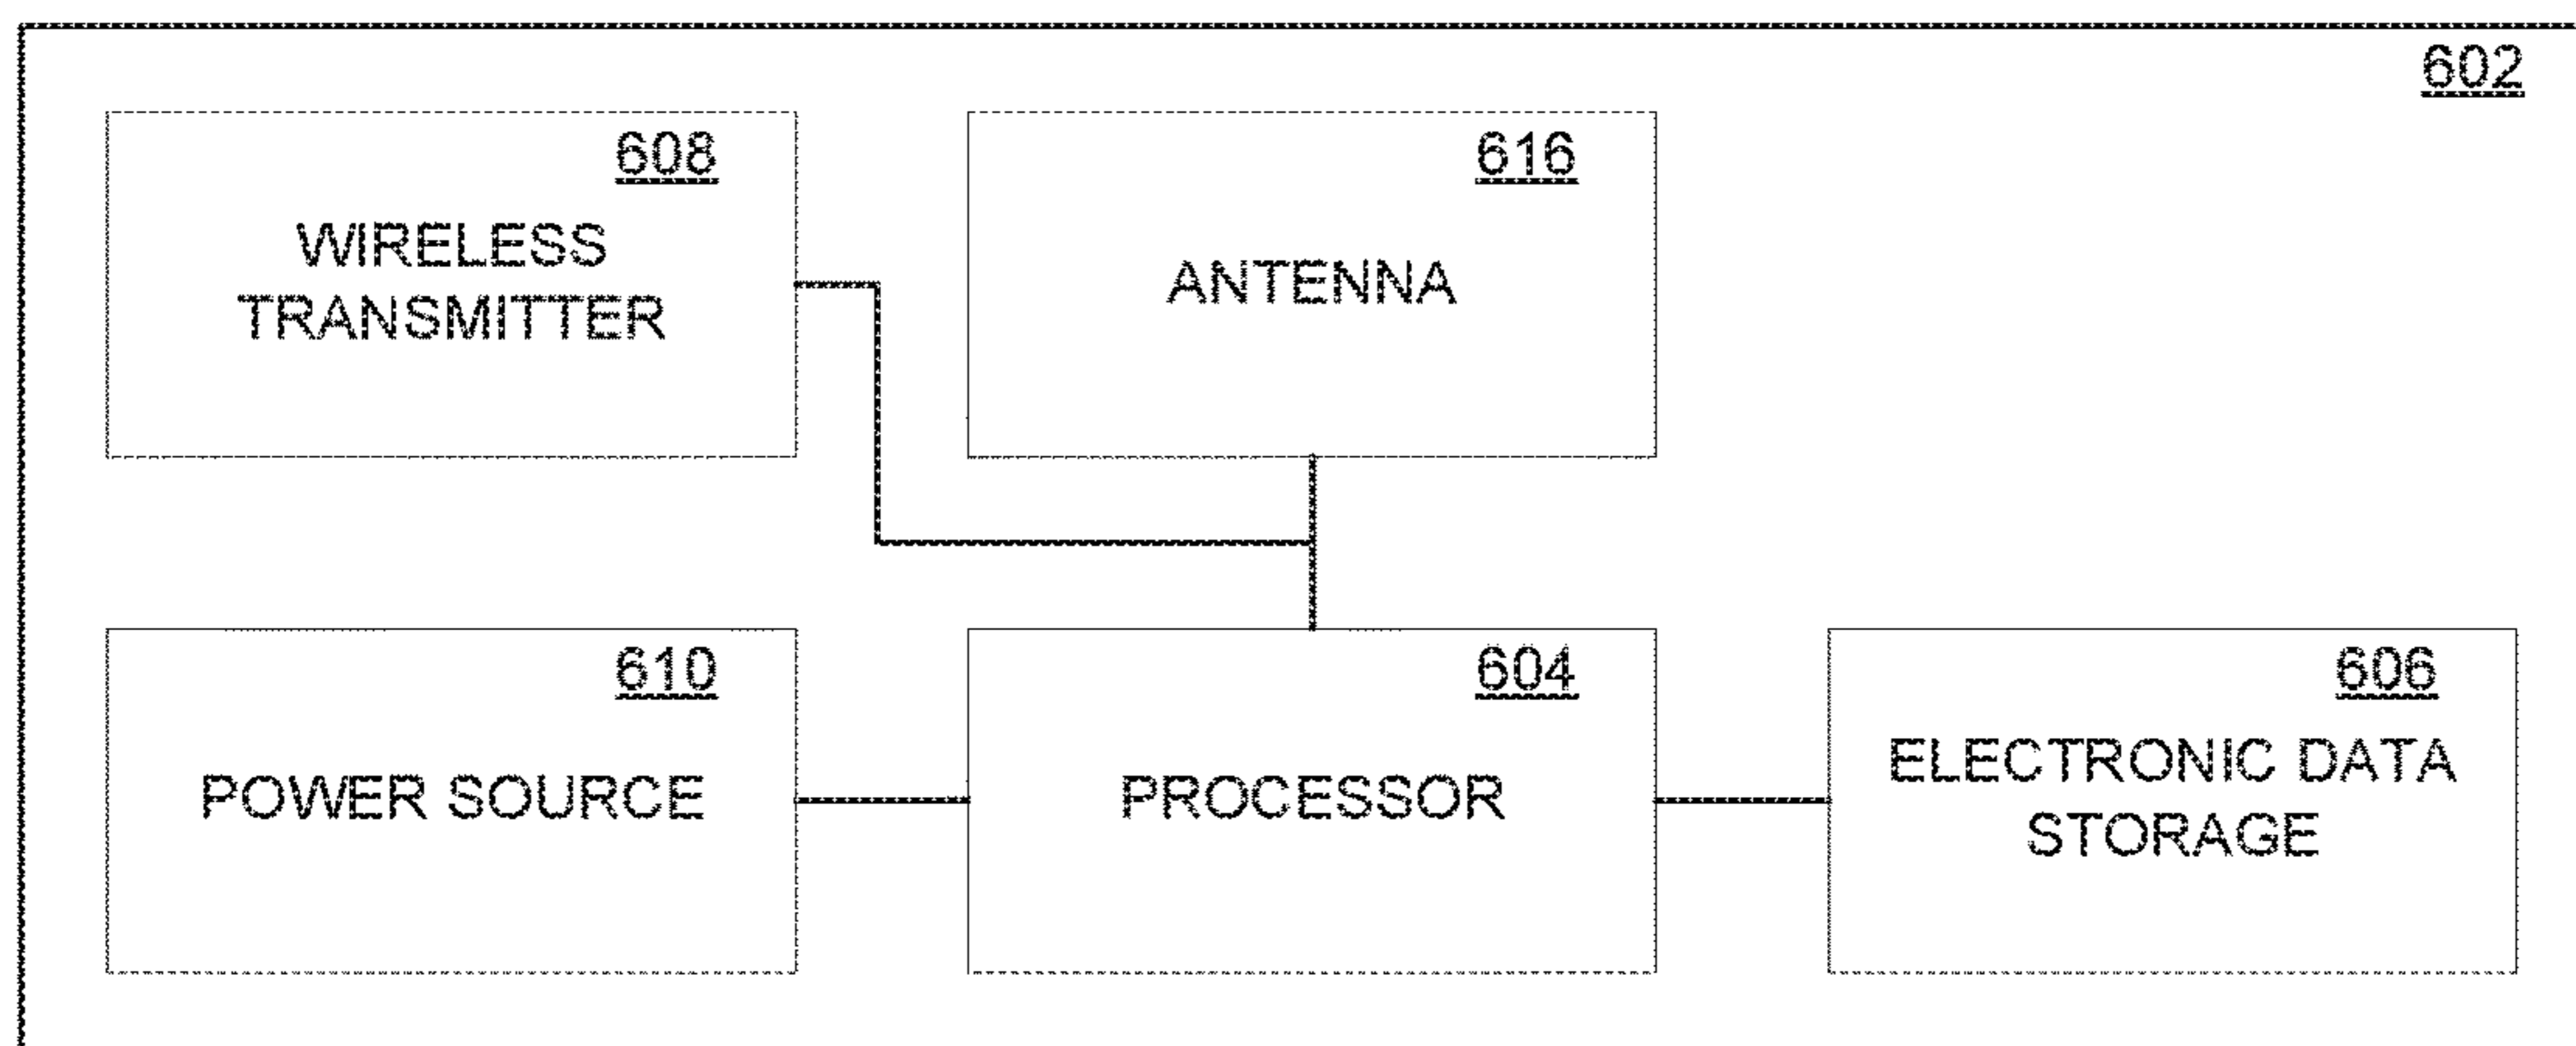 602
608
WIRELESS
TRANSMITTER
616
ANTENNA
610
POWER SOURCE
604
PROCESSOR
606
ELECTRONIC DATA
STORAGE